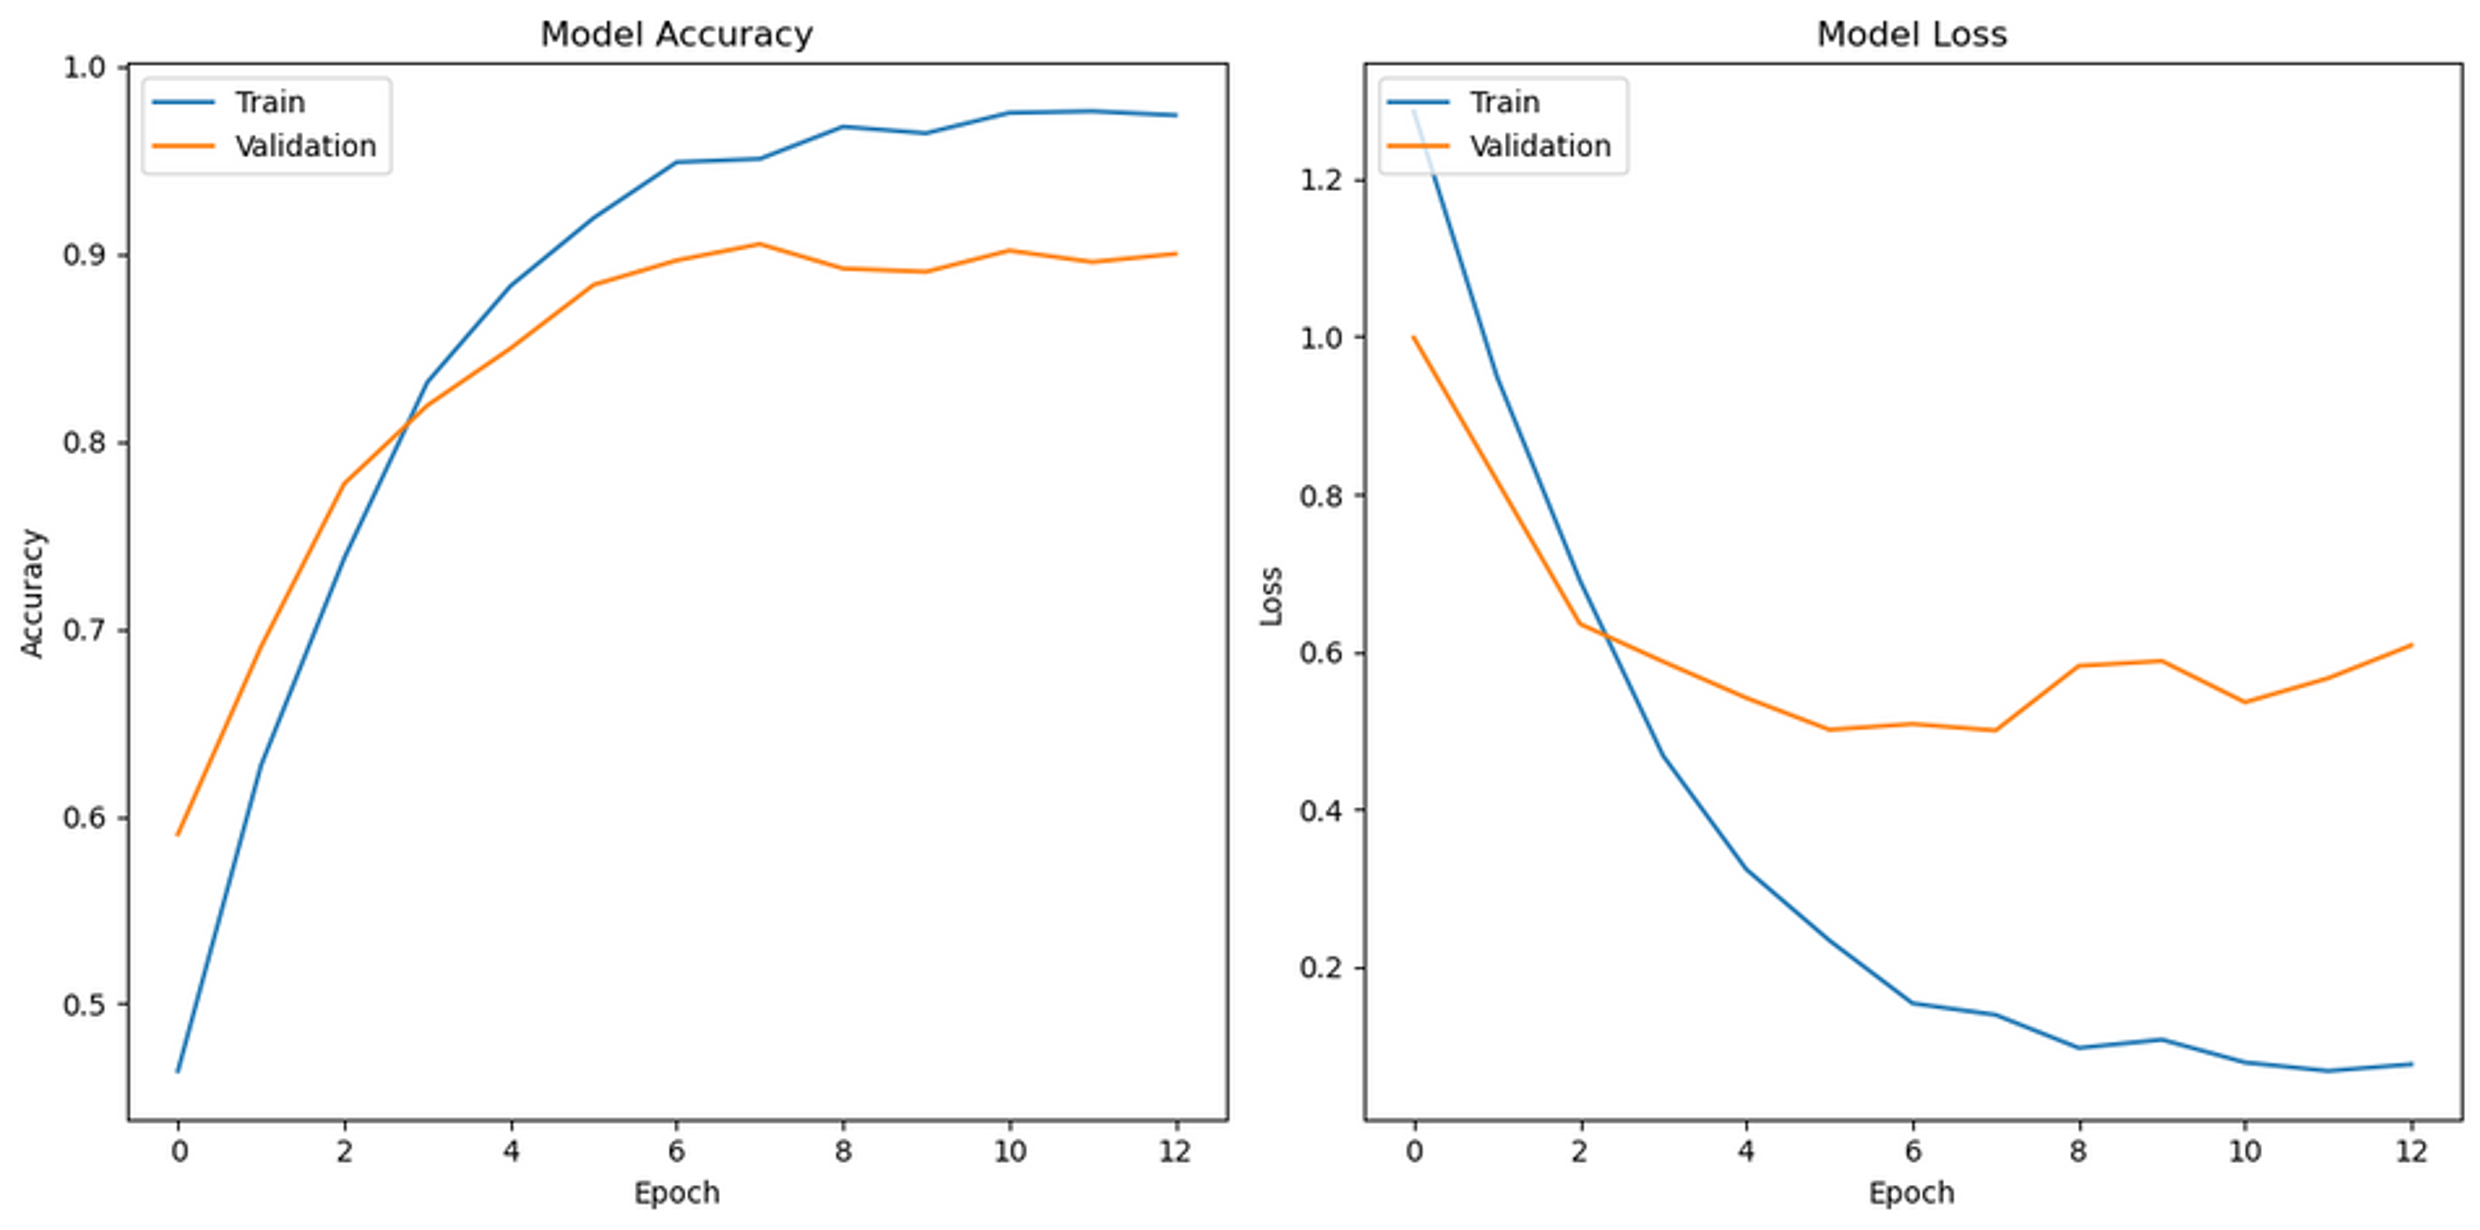 Model Accuracy
1.0
0.9
0.8
0.7
0.6
0.5
Accuracy
Train
Validation
0 2 4 6 8 10 12
Epoch
Model Loss
1.2
1.0
0.8
0.6
0.4
0.2
Loss
Train
Validation
0 2 4 6 8 10 12
Epoch